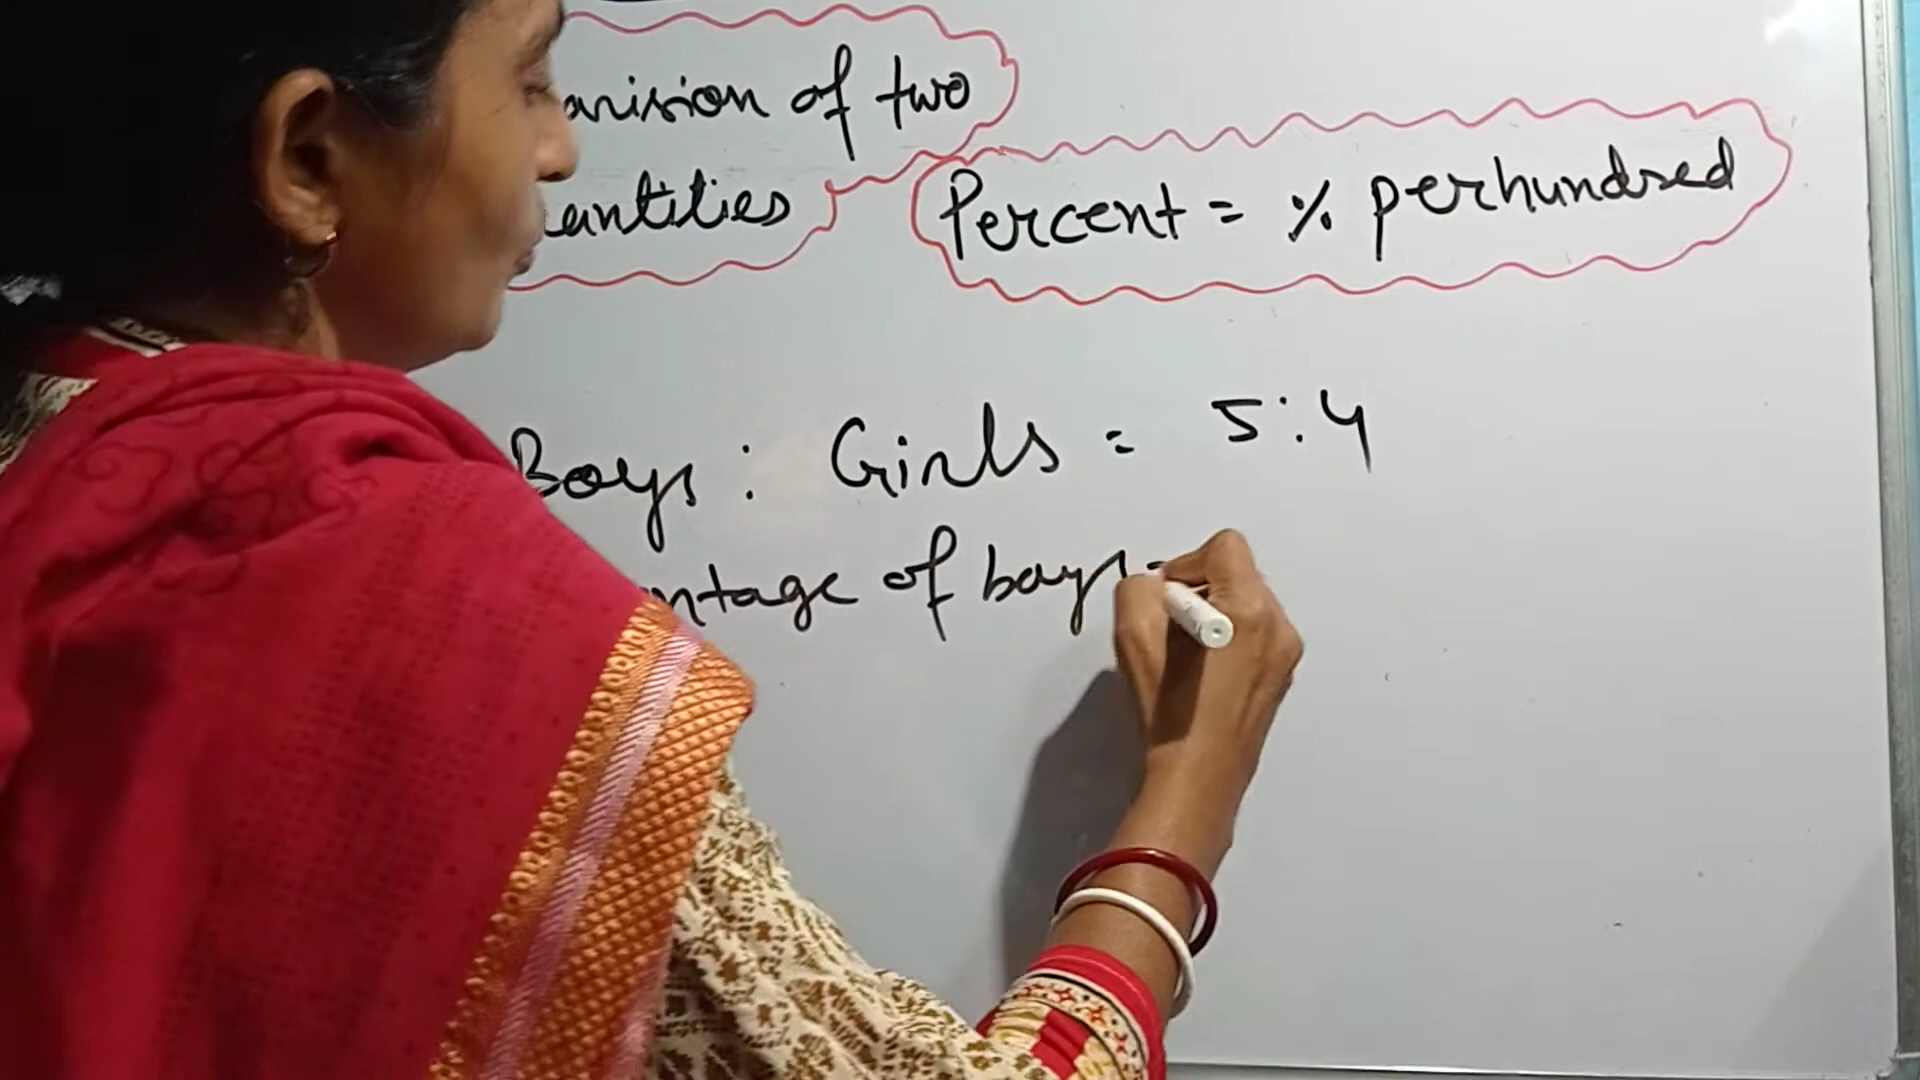 arision of two
antities
Percent = % perhundred
Boys : Girls = 5:4
ntage of boys =